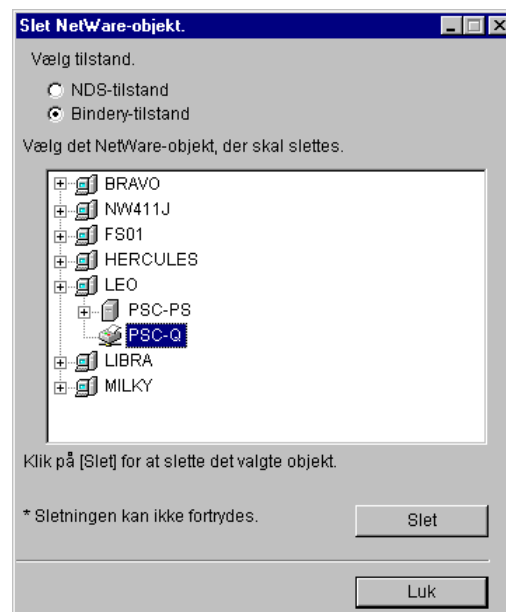 Slet NetWare-objekt.
Vælg tilstand.
NDS-tilstand
Bindery-tilstand
Vælg det NetWare-objekt, der skal slettes.
BRAVO
NW411J
FS01
HERCULES
LEO
PSC-PS
PSC-Q
LIBRA
MILKY
Klik på [Slet] for at slette det valgte objekt.
* Sletningen kan ikke fortrydes.
Slet
Luk